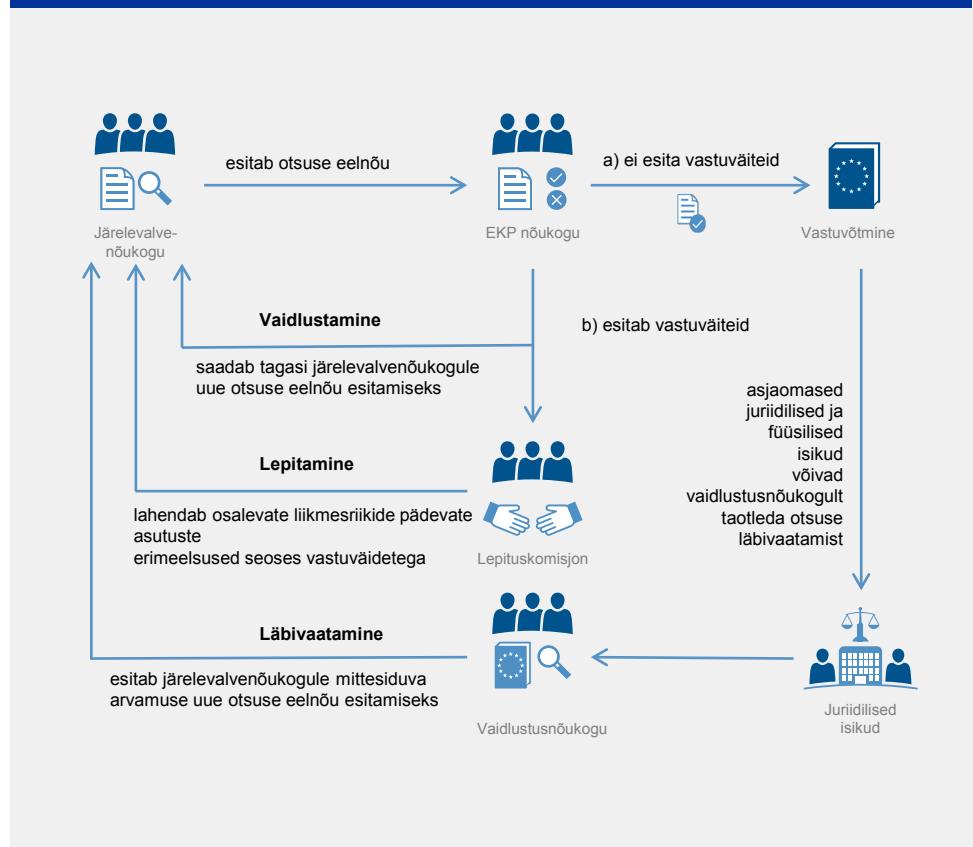 esitab otsuse eelnõu
a) ei esita vastuväiteid
Järelevalve-
nõukogu
EKP nõukogu
Vastuvõtmine
Vaidlustamine
b) esitab vastuväiteid
saadab tagasi järelevalvenõukogule
uue otsuse eelnõu esitamiseks
asjaomased
juriidilised ja
füüsilised
isikud
võivad
vaidlustusnõukogult
taotleda otsuse
läbivaatamist
Lepitamine
lahendab osalevate liikmesriikide pädevate
asutuste
erimeelsused seoses vastuväidetega
Lepituskomisjon
Läbivaatamine
esitab järelevalvenõukogule mittesiduva
arvamuse uue otsuse eelnõu esitamiseks
Vaidlustusnõukogu
Juriidilised
isikud